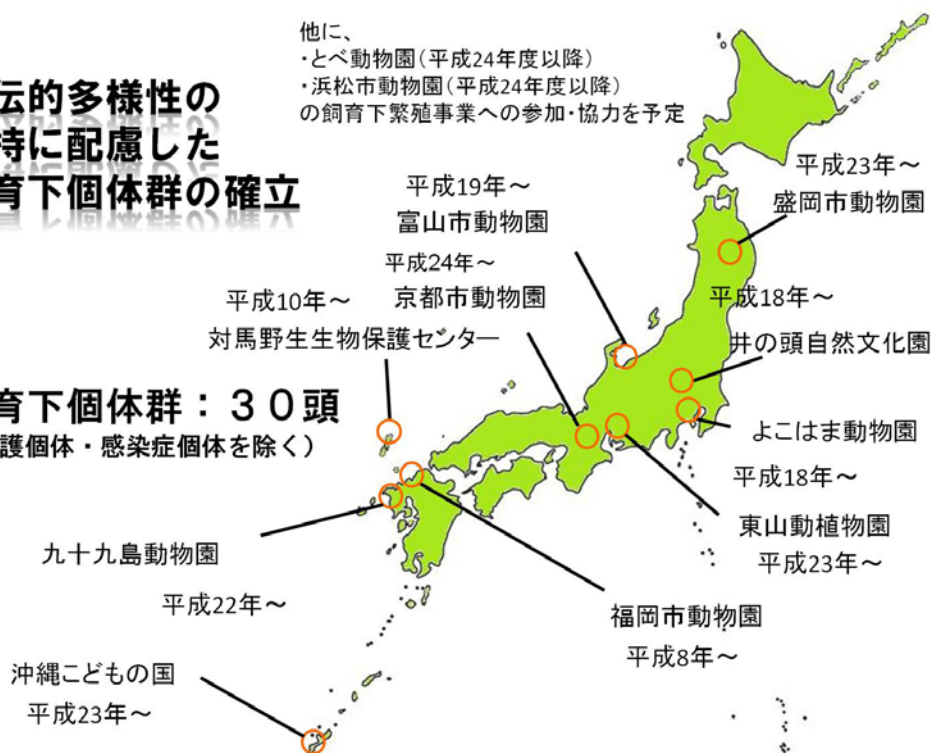 他に、
・とべ動物園(平成24年度以降)
・浜松市動物園(平成24年度以降)
の飼育下繁殖事業への参加・協力を予定
伝的多様性の
持に配慮した
育下個体群の確立
平成23年～
盛岡市動物園
平成19年～
富山市動物園
平成24年～
京都市動物園
平成10年～
対馬野生生物保護センター
平成18年～
井の頭自然文化園
育下個体群：３０頭
護個体・感染症個体を除く）
よこはま動物園
平成18年～
東山動植物園
平成23年～
九十九島動物園
平成22年～
福岡市動物園
平成8年～
沖縄こどもの国
平成23年～